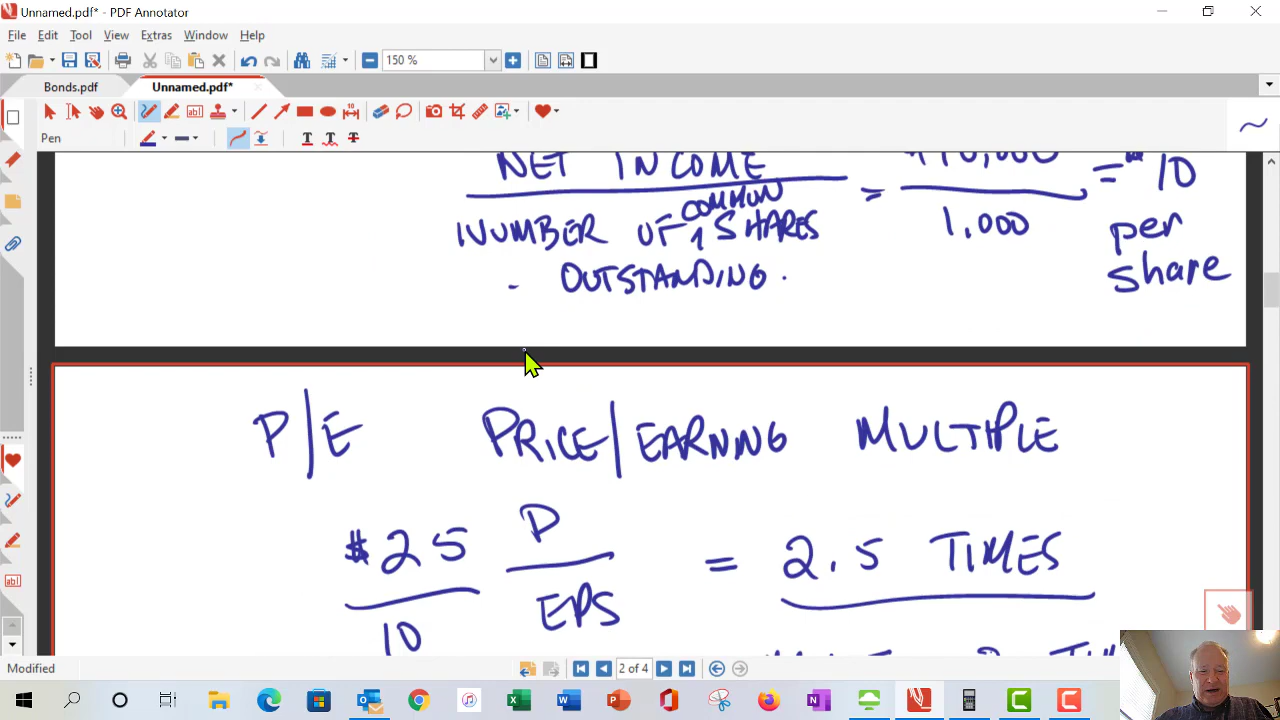 Unnamed.pdf* - PDF Annotator
File Edit Tool View Extras Window Help
150 %
Bonds.pdf Unnamed.pdf*
Pen
NET INCOME
NUMBER OF COMMON SHARES
OUTSTANDING
=
1,000
= 10
per
share
P/E PRICE/EARNING MULTIPLE
$25 P = 2.5 TIMES
10 EPS
Modified
2 of 4